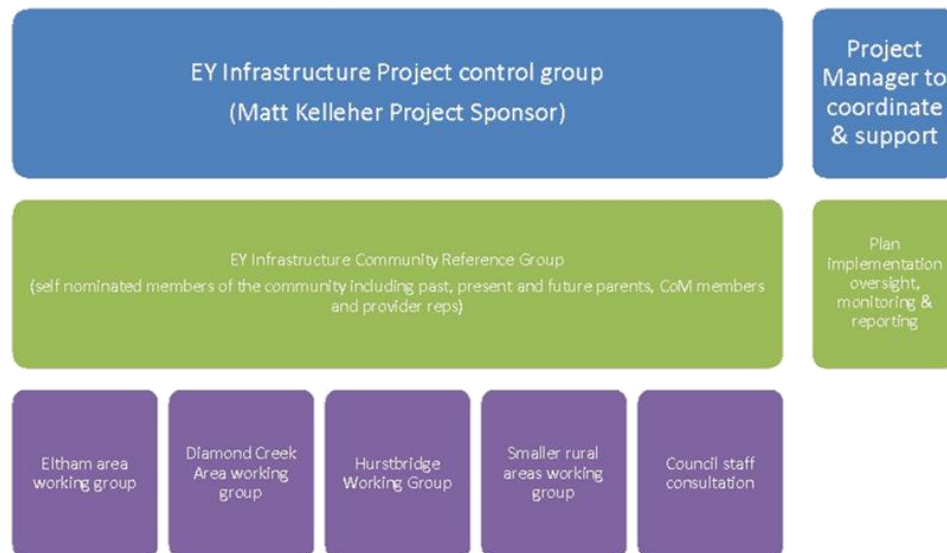 EY Infrastructure Project control group
(Matt Kelleher Project Sponsor)
Project
Manager to
coordinate
& support
EY Infrastructure Community Reference Group
(self nominated members of the community including past, present and future parents, CoM members
and provider reps)
Plan
implementation
oversight,
monitoring &
reporting
Eltham area
working group
Diamond Creek
Area working
group
Hurstbridge
Working Group
Smaller rural
areas working
group
Council staff
consultation